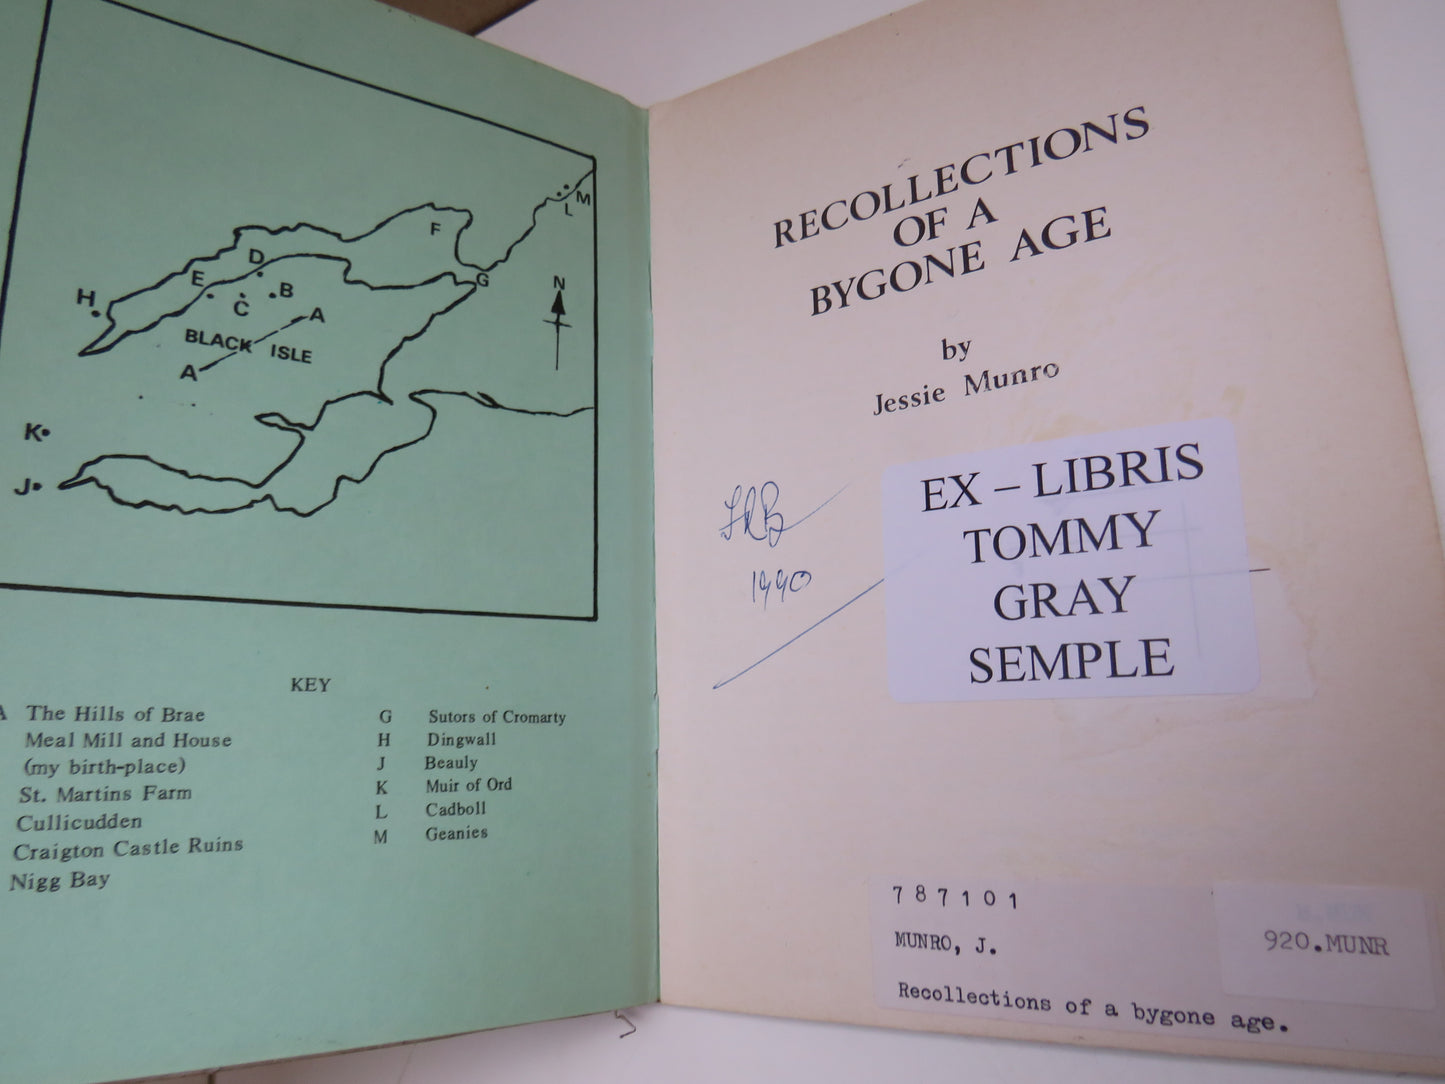 M
L
F
D
G
E
B
H
C
A
N
BLACK ISLE
A
K
J
KEY
A The Hills of Brae
Meal Mill and House
(my birth-place)
St. Martins Farm
Cullicudden
Craigton Castle Ruins
Nigg Bay
G Sutors of Cromarty
H Dingwall
J Beauly
K Muir of Ord
L Cadboll
M Geanies
RECOLLECTIONS
OF A
BYGONE AGE
by
Jessie Munro
1990
EX – LIBRIS
TOMMY
GRAY
SEMPLE
787101
MUNRO, J.
920.MUNR
Recollections of a bygone age.